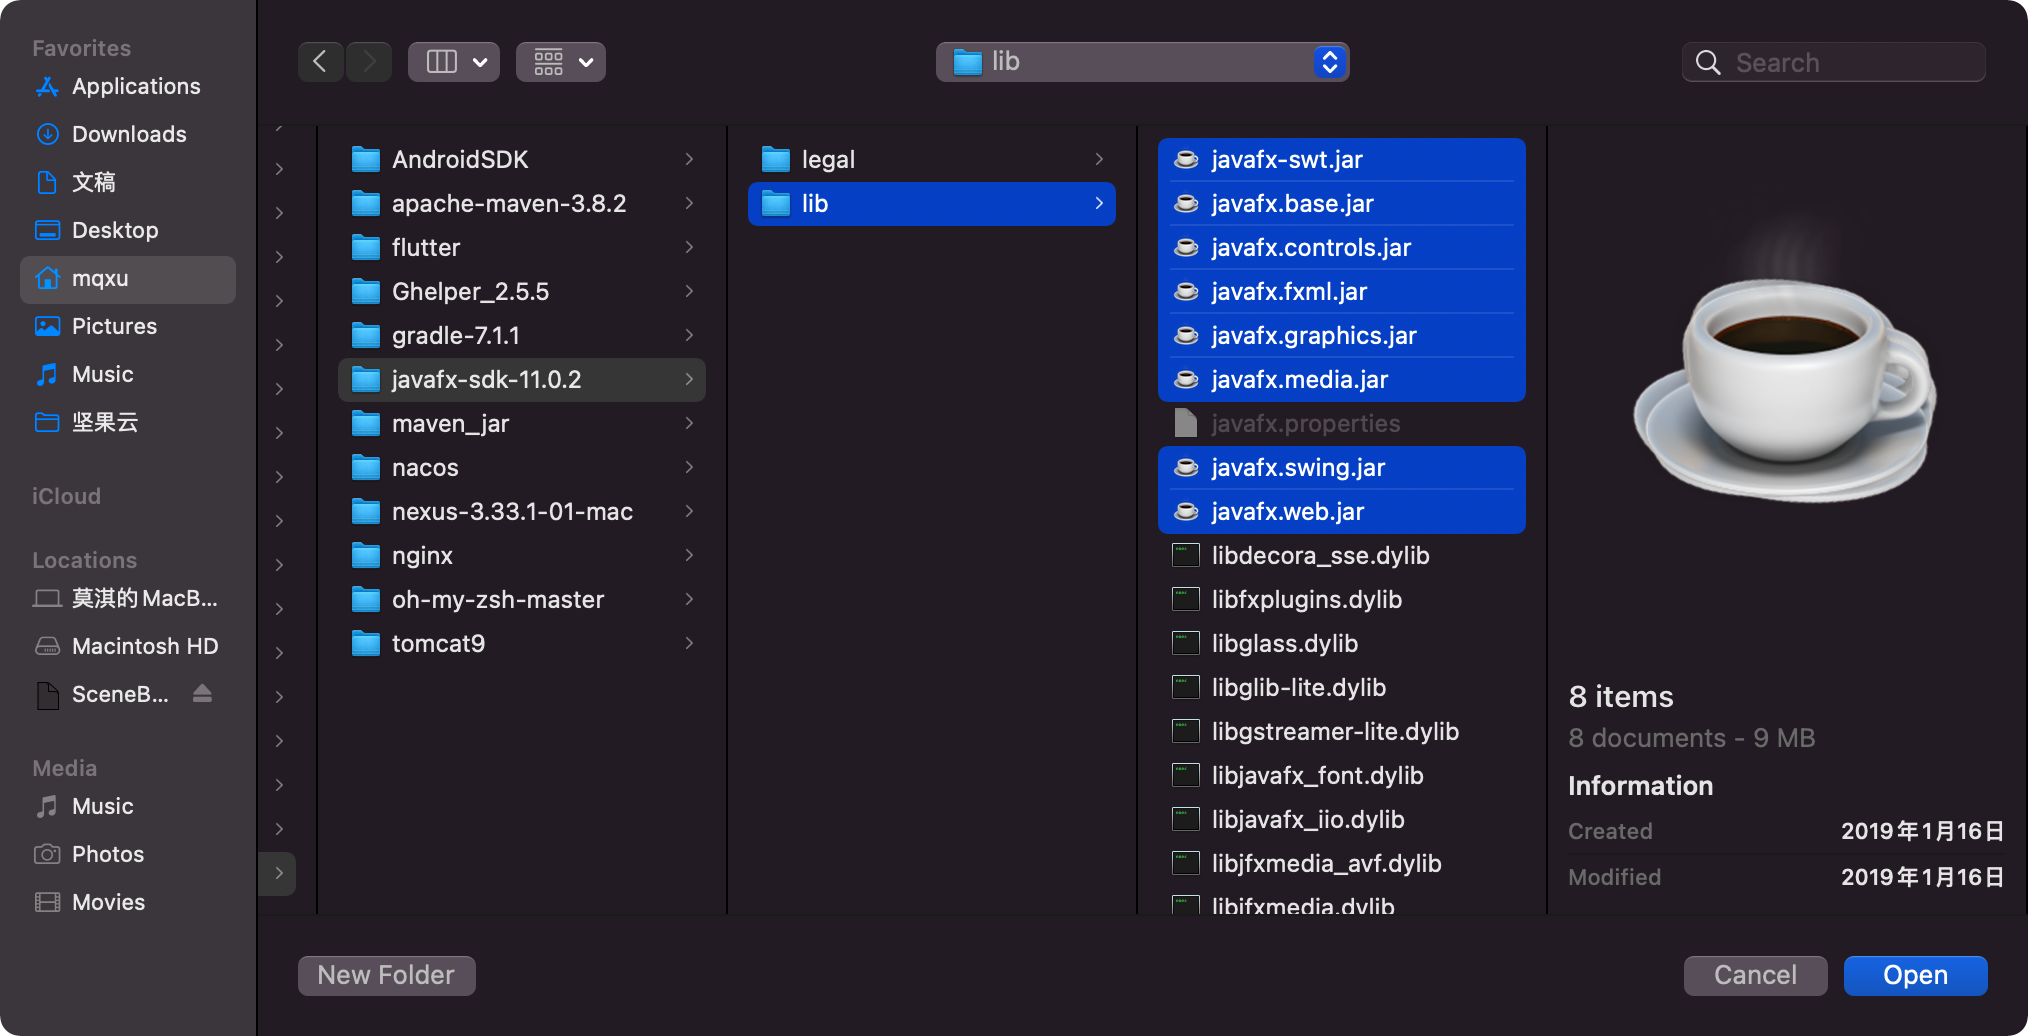 Favorites
Applications
Downloads
文稿
Desktop
mqxu
Pictures
Music
坚果云
iCloud
Locations
莫淇的MacB...
Macintosh HD
SceneB...
Media
Music
Photos
Movies
lib
Search
AndroidSDK
apache-maven-3.8.2
flutter
Ghelper_2.5.5
gradle-7.1.1
javafx-sdk-11.0.2
maven_jar
nacos
nexus-3.33.1-01-mac
nginx
oh-my-zsh-master
tomcat9
legal
lib
javafx-swt.jar
javafx.base.jar
javafx.controls.jar
javafx.fxml.jar
javafx.graphics.jar
javafx.media.jar
javafx.properties
javafx.swing.jar
javafx.web.jar
libdecora_sse.dylib
libfxplugins.dylib
libglass.dylib
libglib-lite.dylib
libgstreamer-lite.dylib
libjavafx_font.dylib
libjavafx_iio.dylib
libjfxmedia_avf.dylib
libjfxmedia.dylib
8 items
8 documents - 9 MB
Information
Created 2019年1月16日
Modified 2019年1月16日
New Folder
Cancel
Open